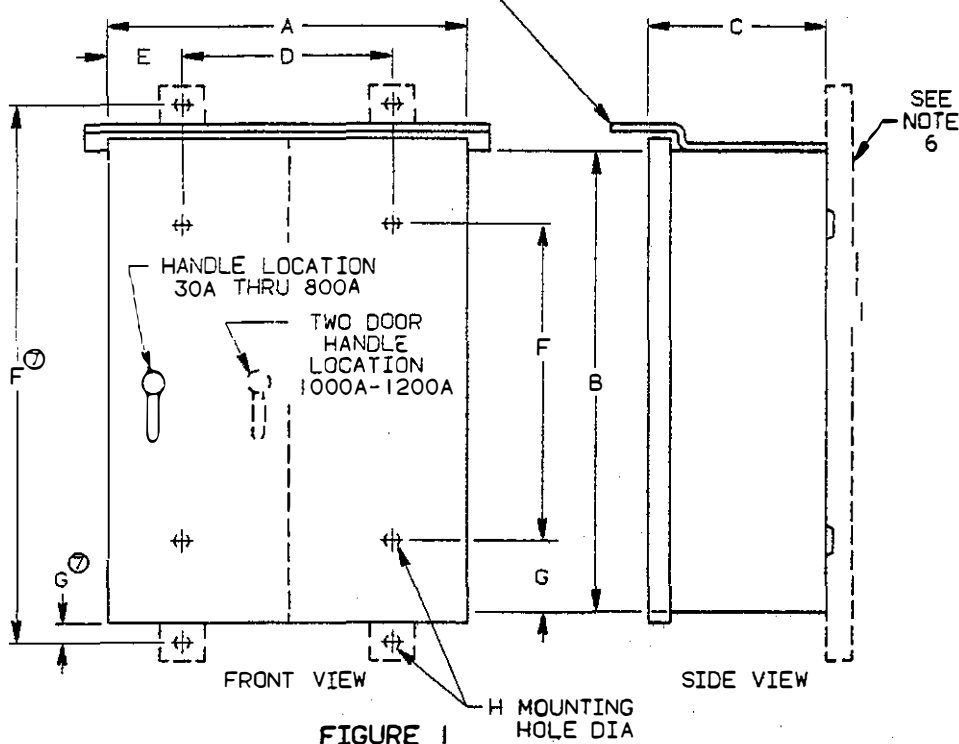 A
C
E
D
SEE
NOTE
6
HANDLE LOCATION
30A THRU 800A
TWO DOOR
HANDLE
LOCATION
1000A-1200A
F⑦
F
B
G⑦
G
FRONT VIEW
SIDE VIEW
H MOUNTING
HOLE DIA
FIGURE 1